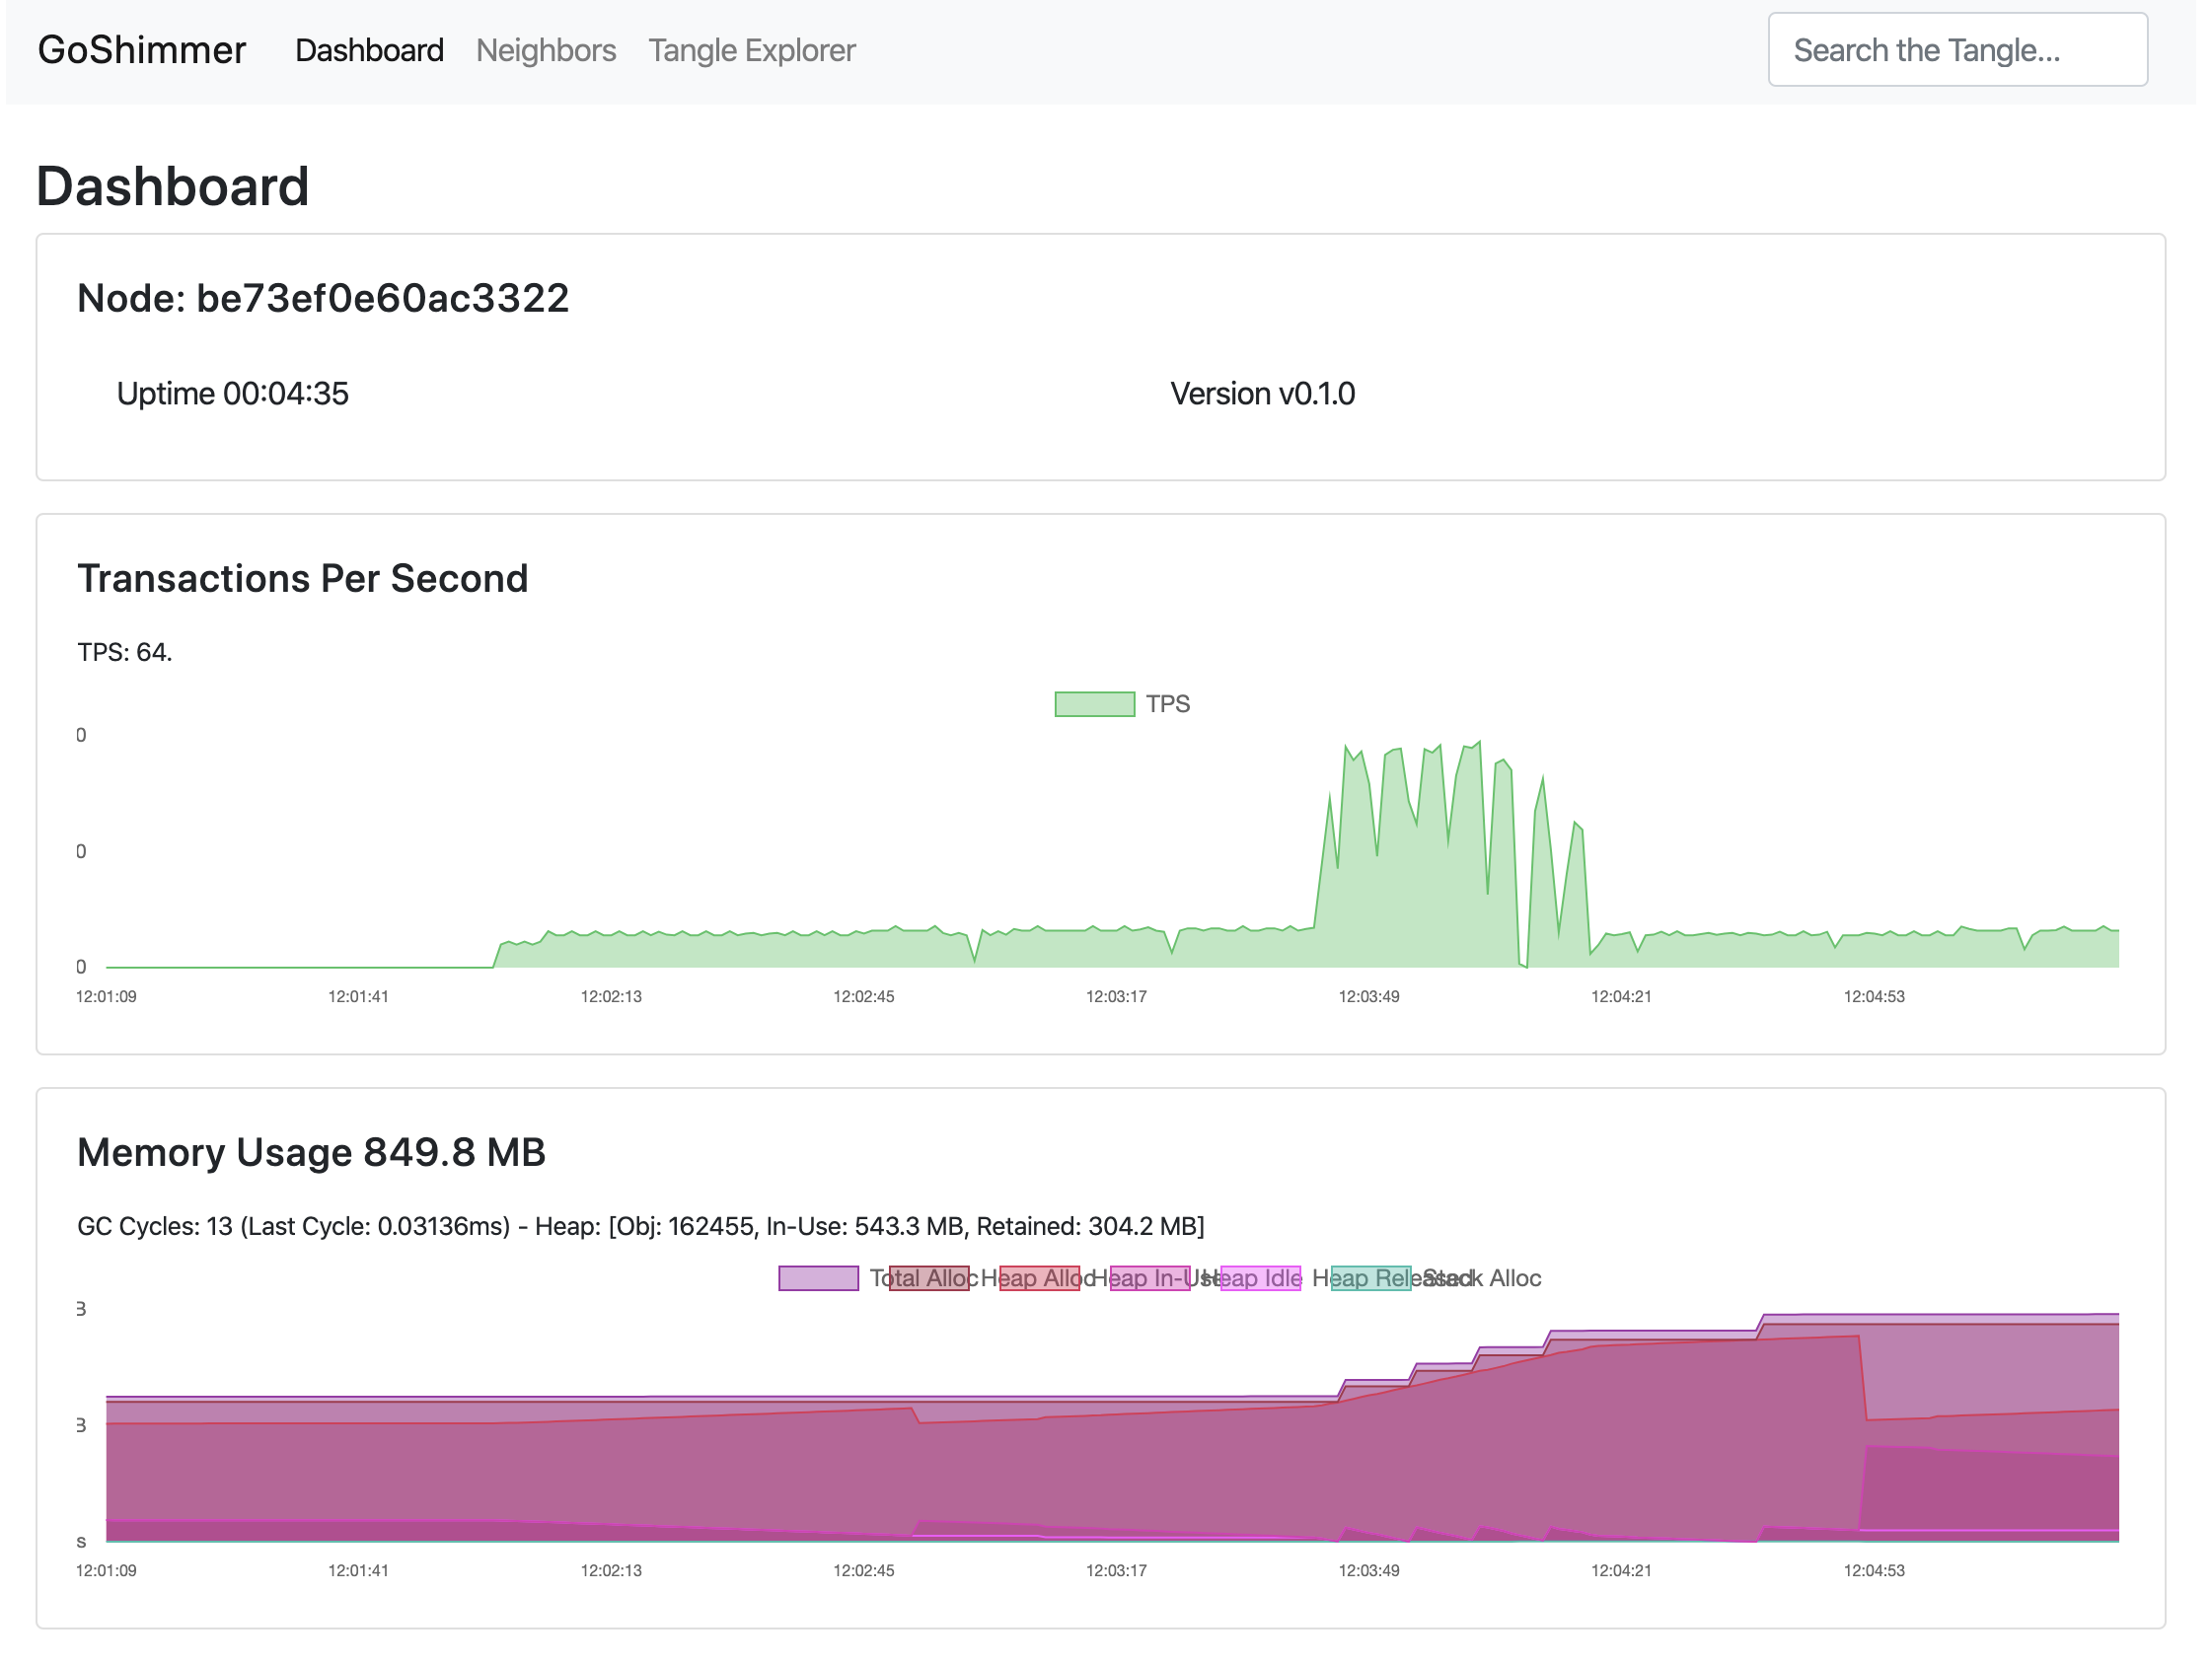 GoShimmer Dashboard Neighbors Tangle Explorer Search the Tangle...
Dashboard
Node: be73ef0e60ac3322
Uptime 00:04:35 Version v0.1.0
Transactions Per Second
TPS: 64.
TPS
0
0
0
12:01:09 12:01:41 12:02:13 12:02:45 12:03:17 12:03:49 12:04:21 12:04:53
Memory Usage 849.8 MB
GC Cycles: 13 (Last Cycle: 0.03136ms) - Heap: [Obj: 162455, In-Use: 543.3 MB, Retained: 304.2 MB]
Total Alloc Heap Alloc Heap In-Use Heap Idle Heap Released Stack Alloc
B
B
s
12:01:09 12:01:41 12:02:13 12:02:45 12:03:17 12:03:49 12:04:21 12:04:53